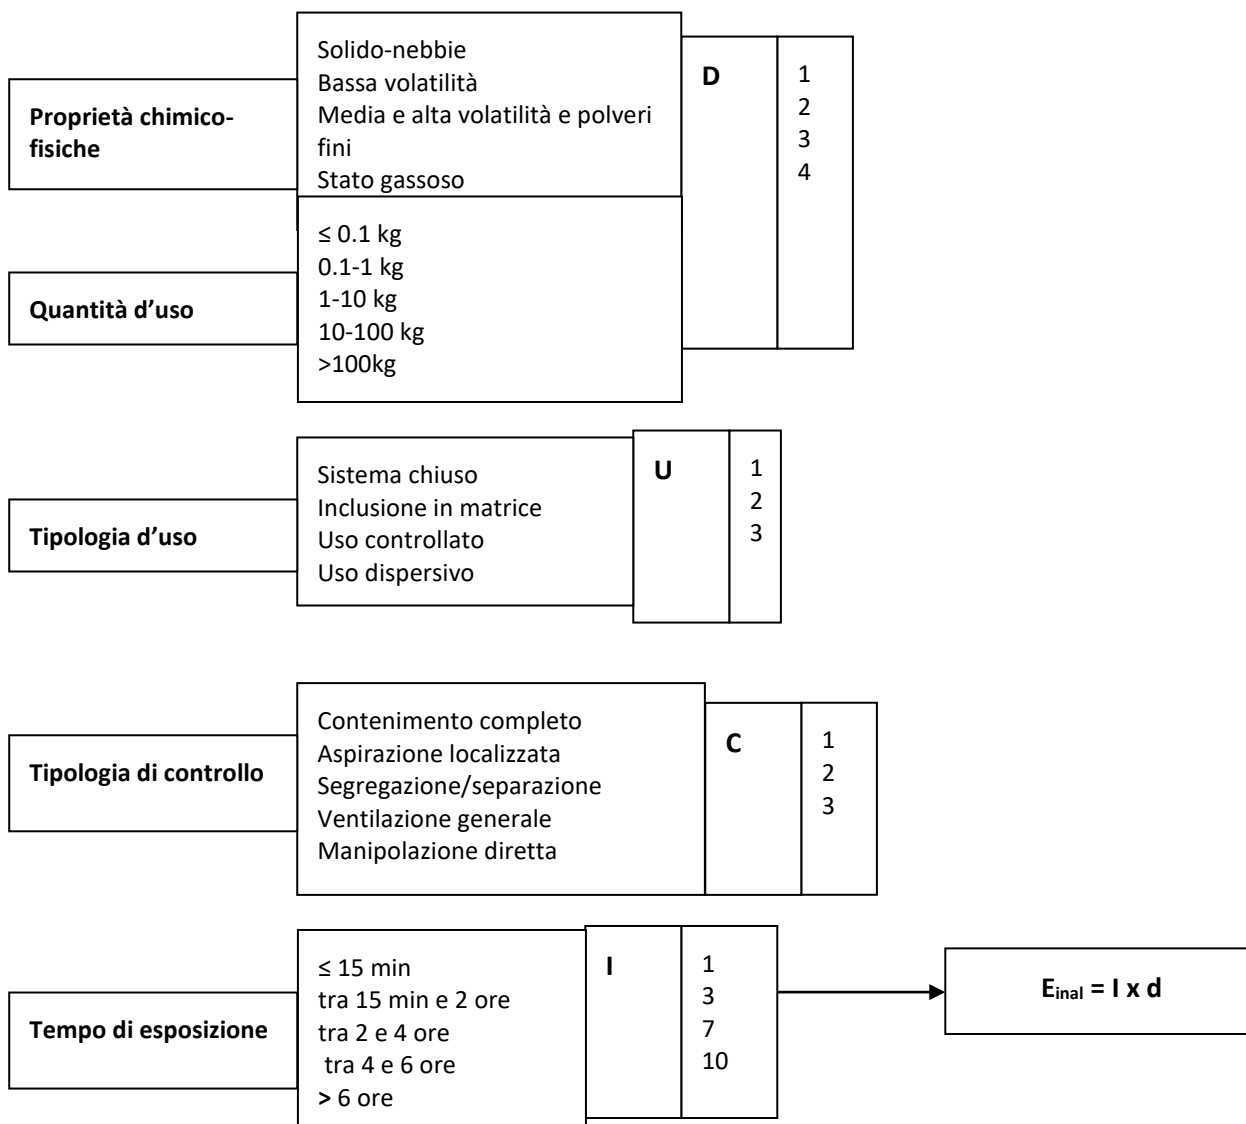 Proprietà chimico-
fisiche
Solido-nebbie
Bassa volatilità
Media e alta volatilità e polveri
fini
Stato gassoso
D
1
2
3
4
Quantità d’uso
≤ 0.1 kg
0.1-1 kg
1-10 kg
10-100 kg
>100kg
Tipologia d’uso
Sistema chiuso
Inclusione in matrice
Uso controllato
Uso dispersivo
U
1
2
3
Tipologia di controllo
Contenimento completo
Aspirazione localizzata
Segregazione/separazione
Ventilazione generale
Manipolazione diretta
C
1
2
3
Tempo di esposizione
≤ 15 min
tra 15 min e 2 ore
tra 2 e 4 ore
tra 4 e 6 ore
> 6 ore
I
1
3
7
10
Einal = I x d